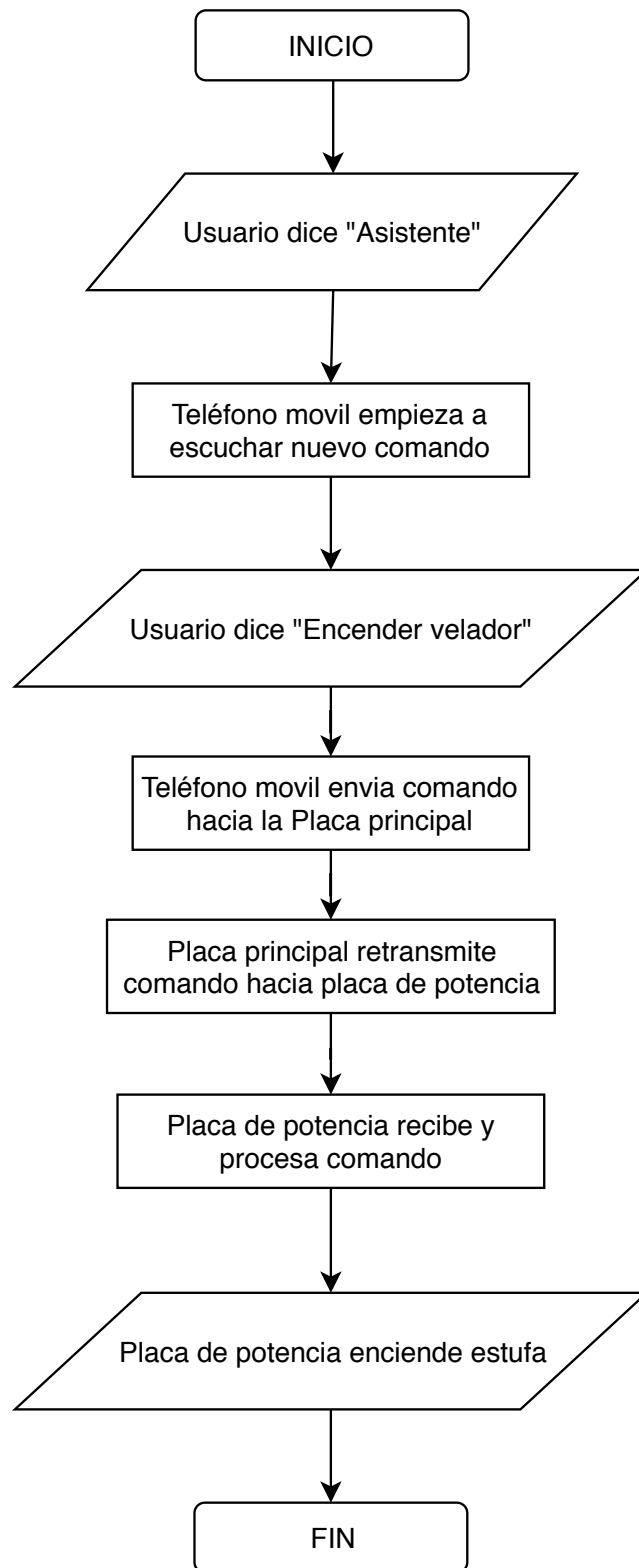 INICIO
Usuario dice "Asistente"
Teléfono movil empieza a
escuchar nuevo comando
Usuario dice "Encender velador"
Teléfono movil envia comando
hacia la Placa principal
Placa principal retransmite
comando hacia placa de potencia
Placa de potencia recibe y
procesa comando
Placa de potencia enciende estufa
FIN